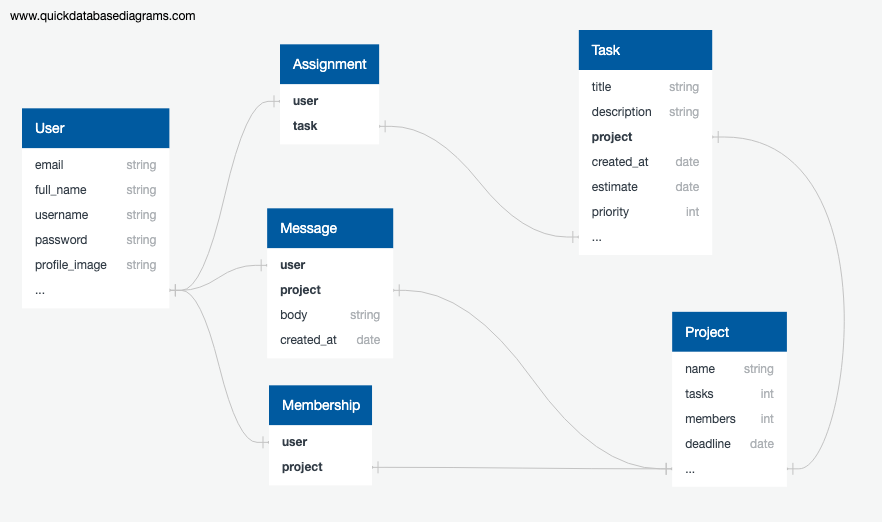 www.quickdatabasediagrams.com
User
email string
full_name string
username string
password string
profile_image string
...
Assignment
user
task
Message
user
project
body string
created_at date
Membership
user
project
Task
title string
description string
project
created_at date
estimate date
priority int
...
Project
name string
tasks int
members int
deadline date
...